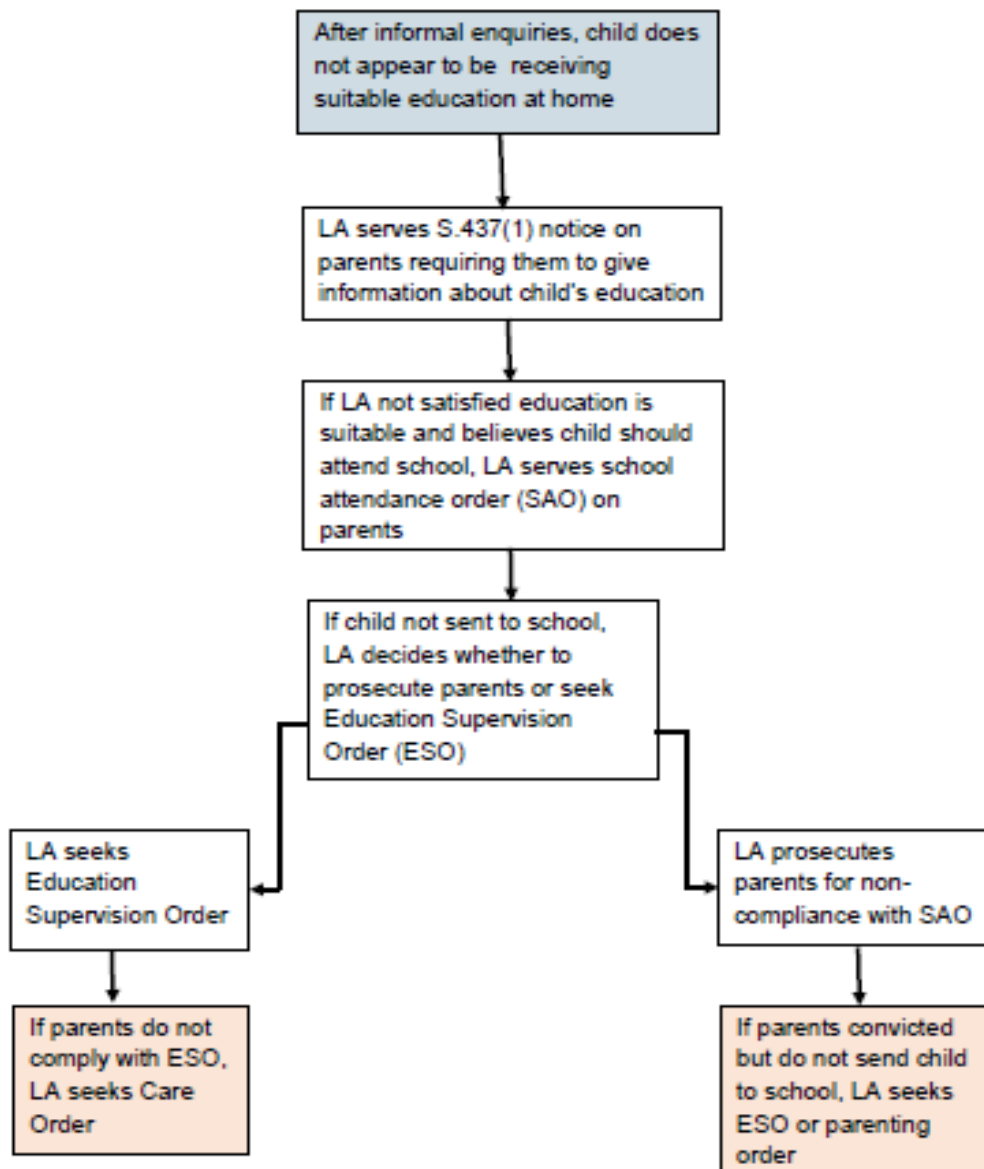 After informal enquiries, child does
not appear to be receiving
suitable education at home
LA serves S.437(1) notice on
parents requiring them to give
information about child's education
If LA not satisfied education is
suitable and believes child should
attend school, LA serves school
attendance order (SAO) on
parents
If child not sent to school,
LA decides whether to
prosecute parents or seek
Education Supervision
Order (ESO)
LA seeks
Education
Supervision Order
LA prosecutes
parents for non-
compliance with SAO
If parents do not
comply with ESO,
LA seeks Care
Order
If parents convicted
but do not send child
to school, LA seeks
ESO or parenting
order